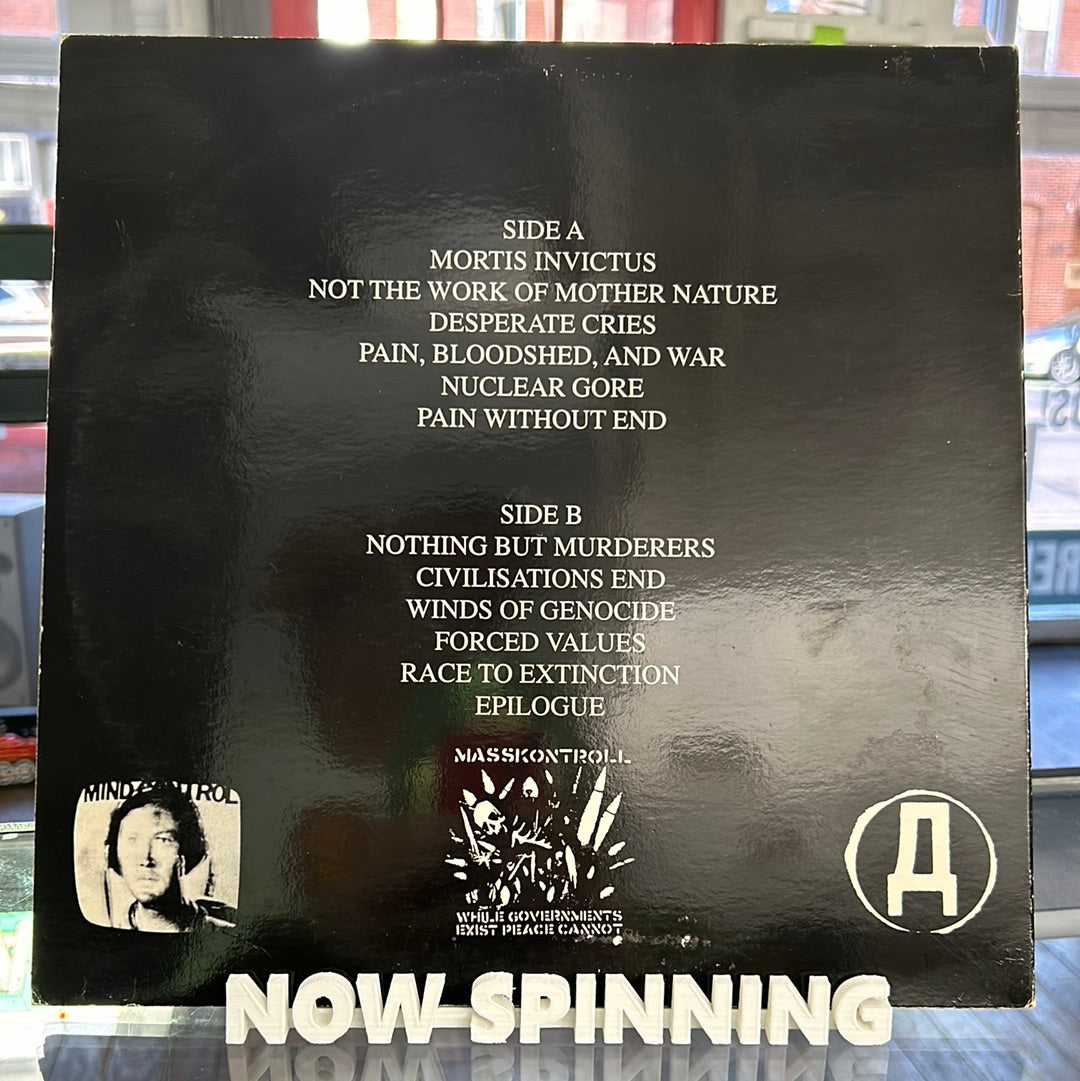 SIDE A
MORTIS INVICTUS
NOT THE WORK OF MOTHER NATURE
DESPERATE CRIES
PAIN, BLOODSHED, AND WAR
NUCLEAR GORE
PAIN WITHOUT END
SIDE B
NOTHING BUT MURDERERS
CIVILISATIONS END
WINDS OF GENOCIDE
FORCED VALUES
RACE TO EXTINCTION
EPILOGUE
MASSKONTROLL
MIND CONTROL
Д
WHILE GOVERNMENTS
EXIST PEACE CANNOT
NOW SPINNING